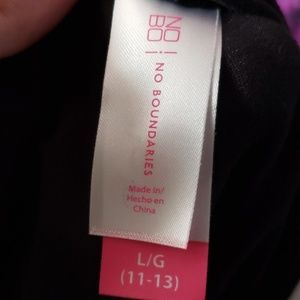 NO
BO
NO BOUNDARIES
Made In/
Hecho en
China
L/G
(11-13)